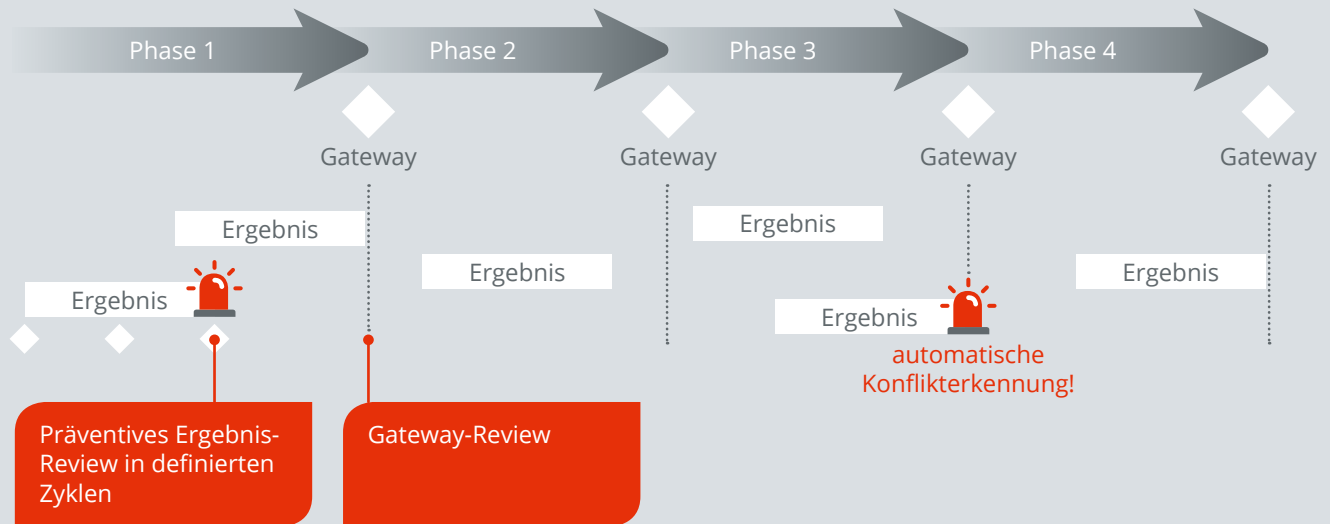 Phase 1
Phase 2
Phase 3
Phase 4
Gateway
Gateway
Gateway
Gateway
Ergebnis
Ergebnis
Ergebnis
Ergebnis
Ergebnis
Ergebnis
automatische
Konflikterkennung!
Präventives Ergebnis-
Review in definierten
Zyklen
Gateway-Review